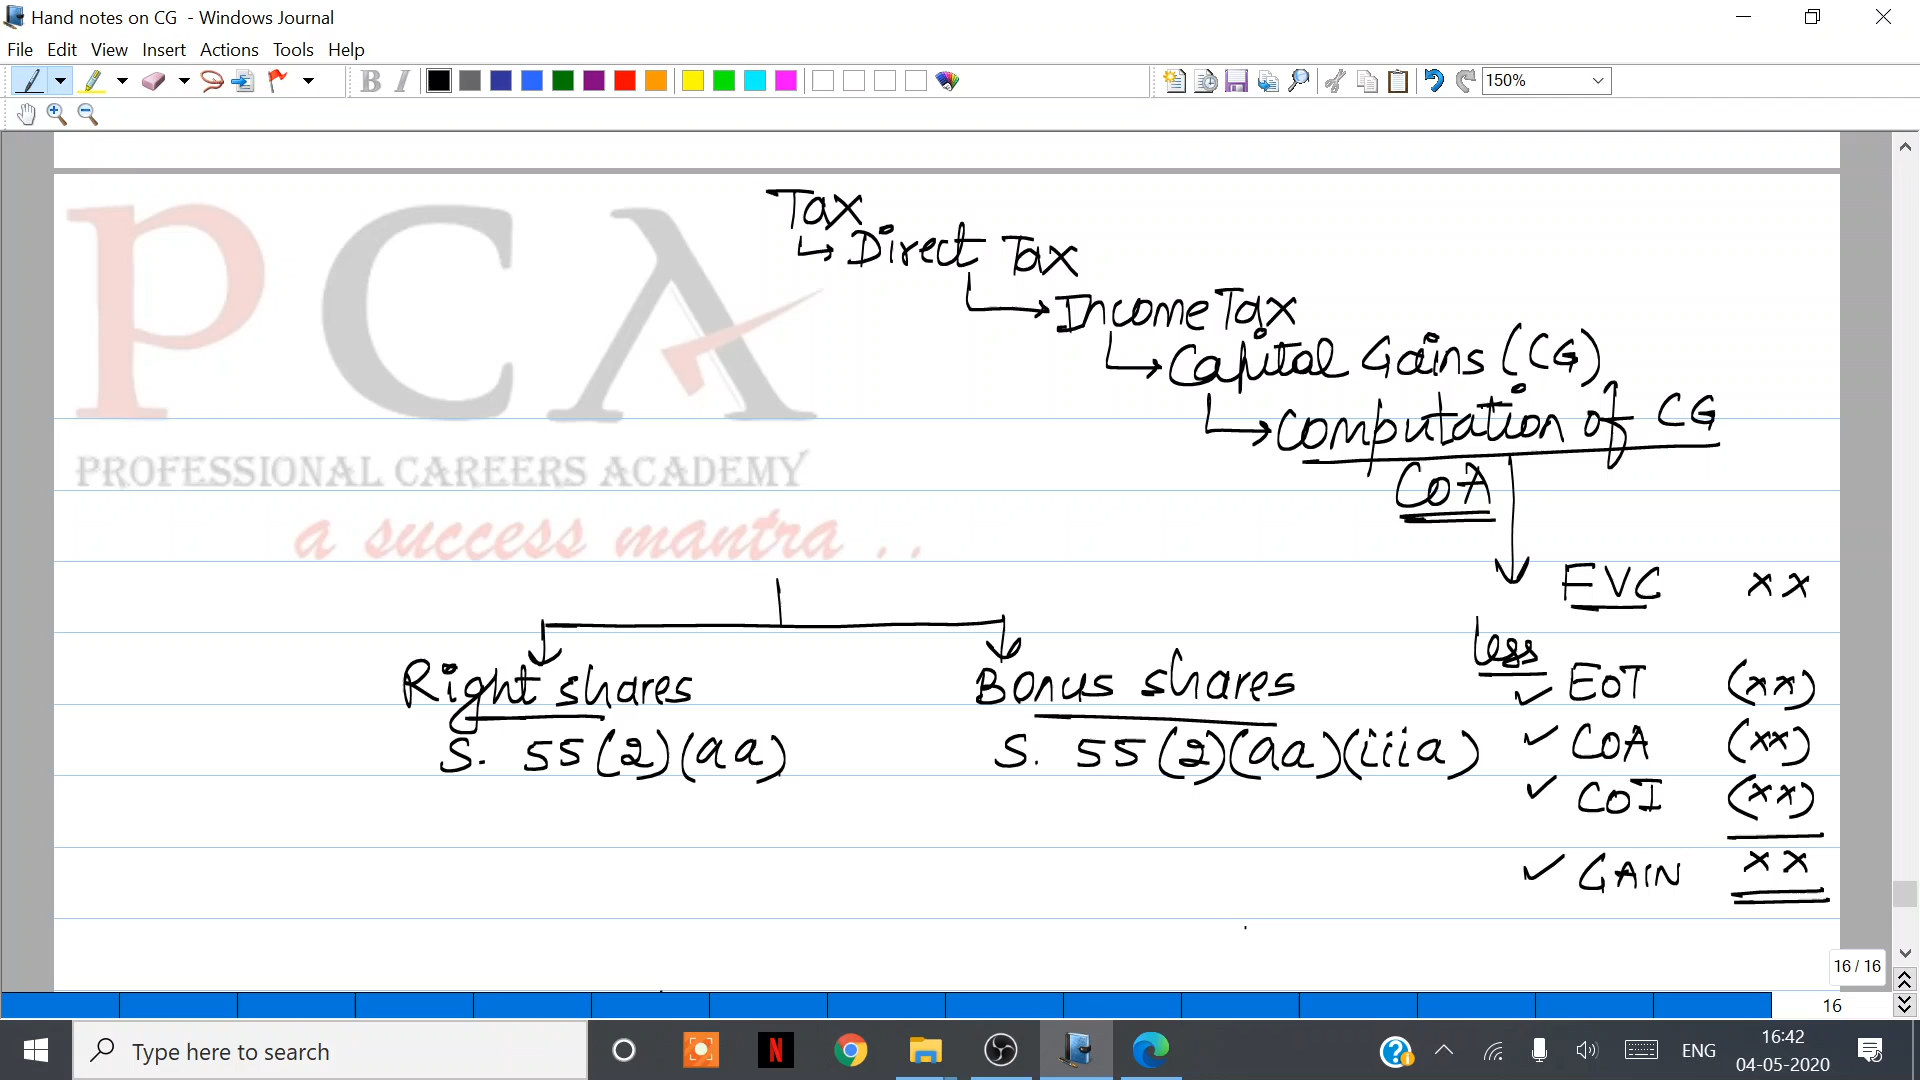 Hand notes on CG - Windows Journal
File Edit View Insert Actions Tools Help
B I 150%
PCA
PROFESSIONAL CAREERS ACADEMY
a success mantra . .
Tax
Direct Tax
Income Tax
Capital Gains (CG)
Computation of CG
COA
FVC xx
less
EOT (xx)
COA (xx)
COI (xx)
GAIN xx
Right shares
S. 55(2)(aa)
Bonus shares
S. 55(2)(aa)(iiia)
16 / 16
16
Type here to search
N
ENG
16:42
04-05-2020